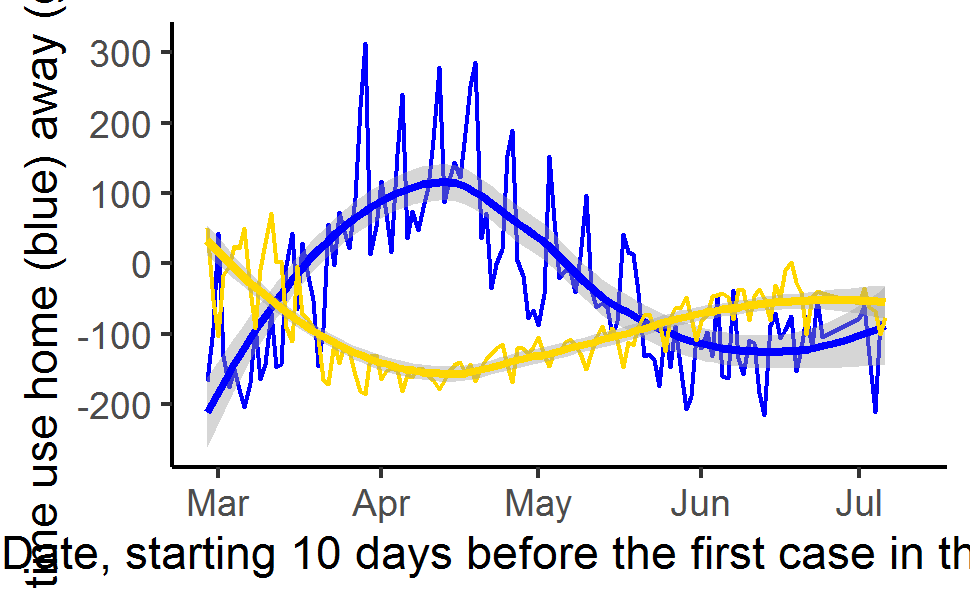 time use home (blue) away (
300
200
100
0
-100
-200
Mar Apr May Jun Jul
Date, starting 10 days before the first case in th